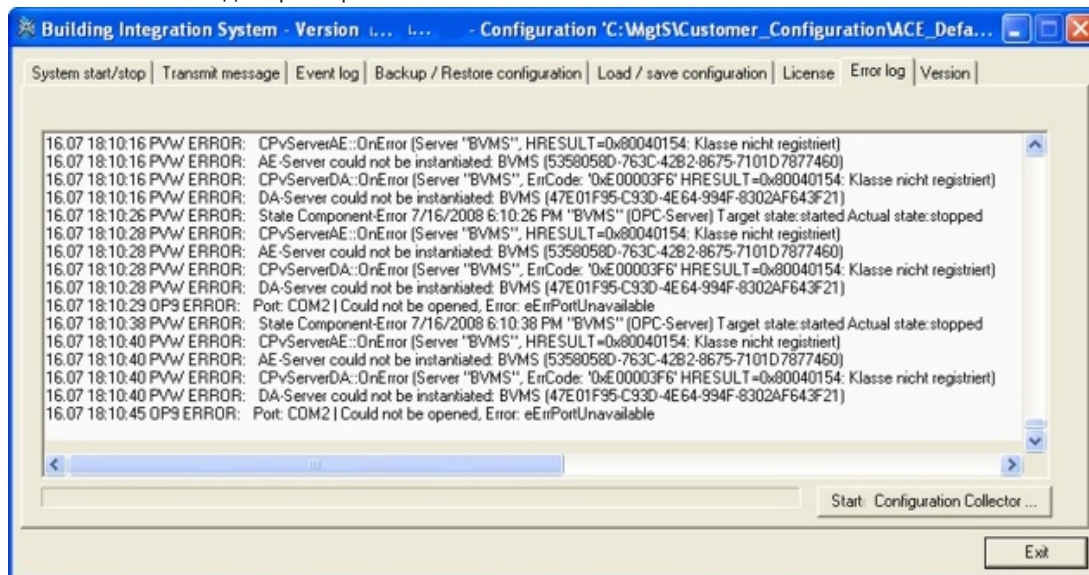 Building Integration System - Version - Configuration 'C:\MgtS\Customer_Configuration\ACE_Defa...
System start/stop Transmit message Event log Backup / Restore configuration Load / save configuration License Error log Version
16.07 18:10:16 PVW ERROR: CPvServerAE::OnError (Server "BVMS", HRESULT=0x80040154: Klasse nicht registriert)
16.07 18:10:16 PVW ERROR: AE-Server could not be instantiated: BVMS (5358058D-763C-42B2-8675-7101D7877460)
16.07 18:10:16 PVW ERROR: CPvServerDA::OnError (Server "BVMS", ErrCode: '0xE00003F6' HRESULT=0x80040154: Klasse nicht registriert)
16.07 18:10:16 PVW ERROR: DA-Server could not be instantiated: BVMS (47E01F95-C93D-4E64-994F-8302AF643F21)
16.07 18:10:26 PVW ERROR: State Component-Error 7/16/2008 6:10:26 PM "BVMS" (OPC-Server) Target state:started Actual state:stopped
16.07 18:10:28 PVW ERROR: CPvServerAE::OnError (Server "BVMS", HRESULT=0x80040154: Klasse nicht registriert)
16.07 18:10:28 PVW ERROR: AE-Server could not be instantiated: BVMS (5358058D-763C-42B2-8675-7101D7877460)
16.07 18:10:28 PVW ERROR: CPvServerDA::OnError (Server "BVMS", ErrCode: '0xE00003F6' HRESULT=0x80040154: Klasse nicht registriert)
16.07 18:10:28 PVW ERROR: DA-Server could not be instantiated: BVMS (47E01F95-C93D-4E64-994F-8302AF643F21)
16.07 18:10:29 OP9 ERROR: Port: COM2 | Could not be opened, Error: eErrPortUnavailable
16.07 18:10:38 PVW ERROR: State Component-Error 7/16/2008 6:10:38 PM "BVMS" (OPC-Server) Target state:started Actual state:stopped
16.07 18:10:40 PVW ERROR: CPvServerAE::OnError (Server "BVMS", HRESULT=0x80040154: Klasse nicht registriert)
16.07 18:10:40 PVW ERROR: AE-Server could not be instantiated: BVMS (5358058D-763C-42B2-8675-7101D7877460)
16.07 18:10:40 PVW ERROR: CPvServerDA::OnError (Server "BVMS", ErrCode: '0xE00003F6' HRESULT=0x80040154: Klasse nicht registriert)
16.07 18:10:40 PVW ERROR: DA-Server could not be instantiated: BVMS (47E01F95-C93D-4E64-994F-8302AF643F21)
16.07 18:10:45 OP9 ERROR: Port: COM2 | Could not be opened, Error: eErrPortUnavailable
Start Configuration Collector ...
Exit